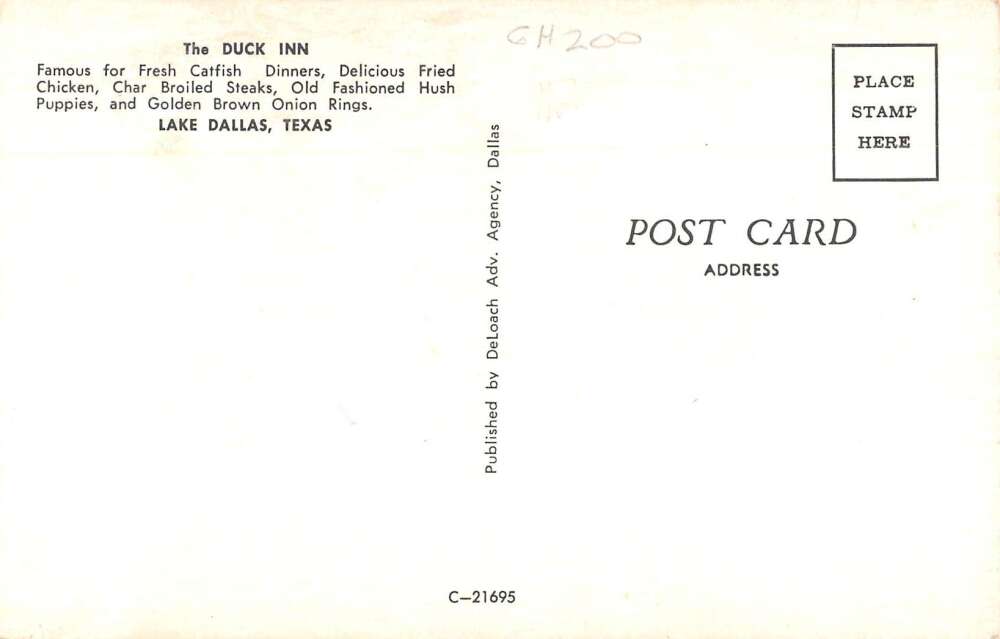 The DUCK INN
Famous for Fresh Catfish Dinners, Delicious Fried
Chicken, Char Broiled Steaks, Old Fashioned Hush
Puppies, and Golden Brown Onion Rings.
LAKE DALLAS, TEXAS
GH 200
Published by DeLoach Adv. Agency, Dallas
PLACE
STAMP
HERE
POST CARD
ADDRESS
C—21695